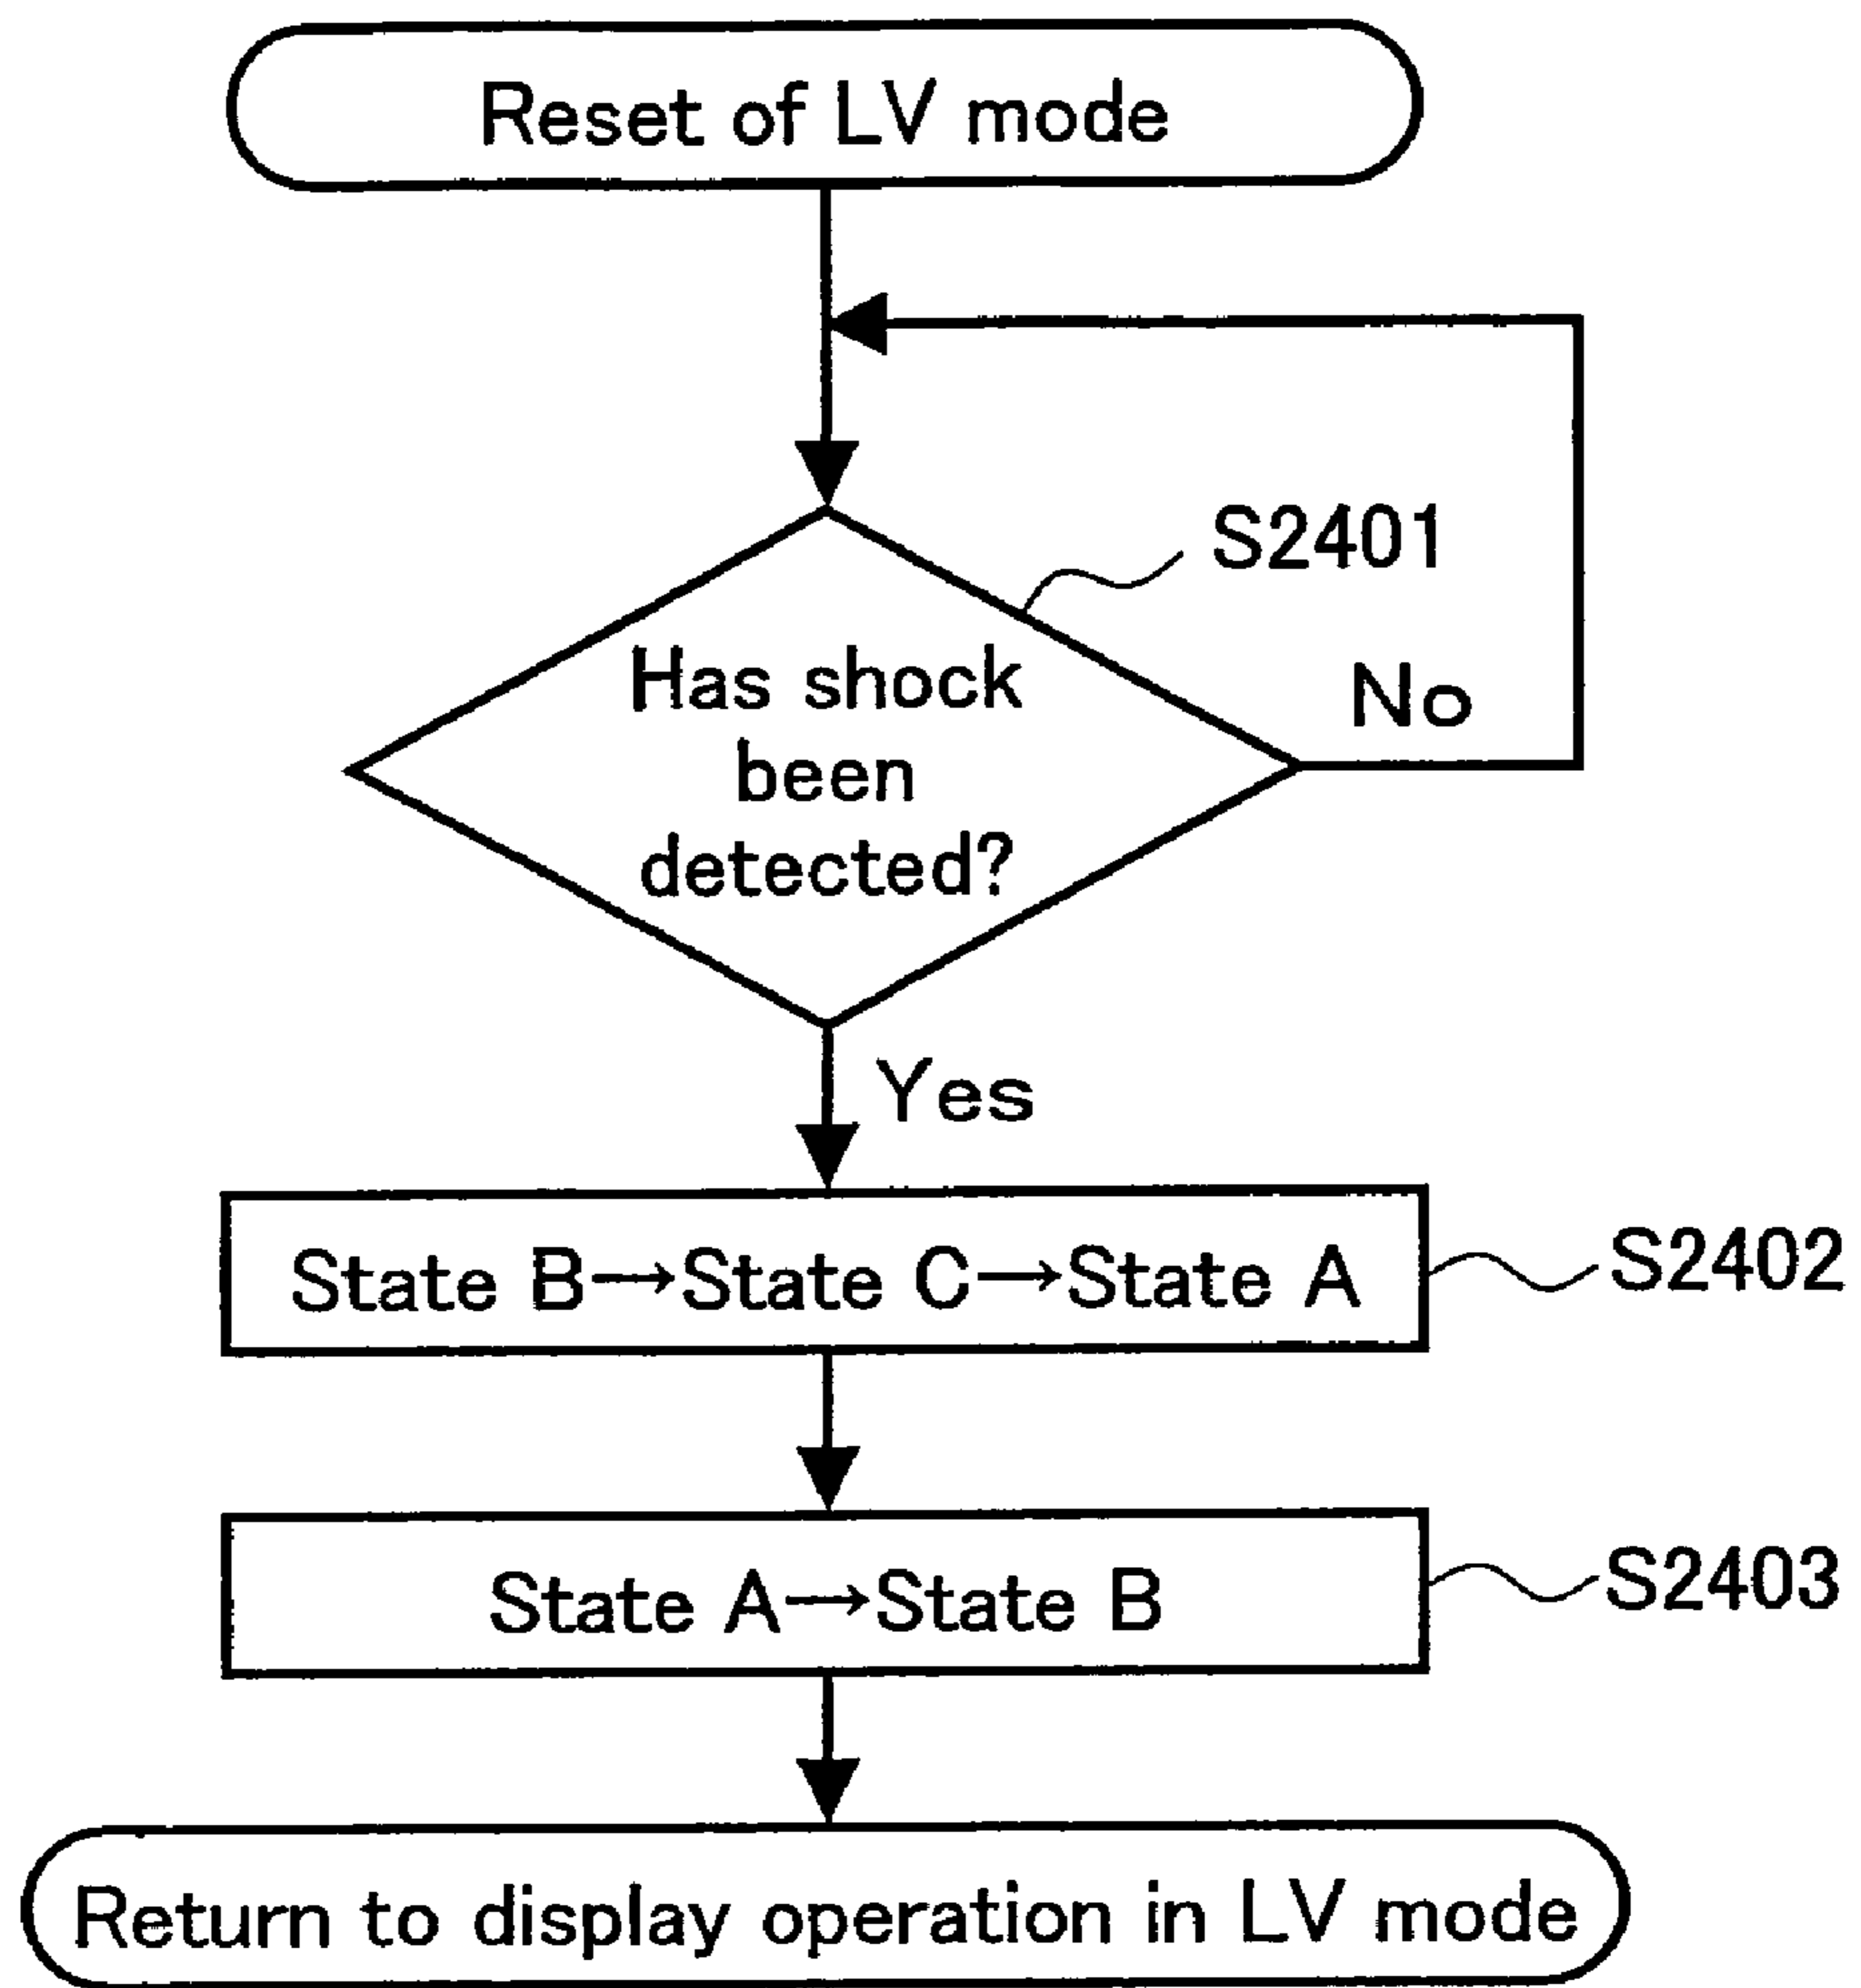 Reset of LV mode
S2401
Has shock
been
detected?
No
Yes
State B→State C→State A
S2402
State A→State B
S2403
Return to display operation in LV mode